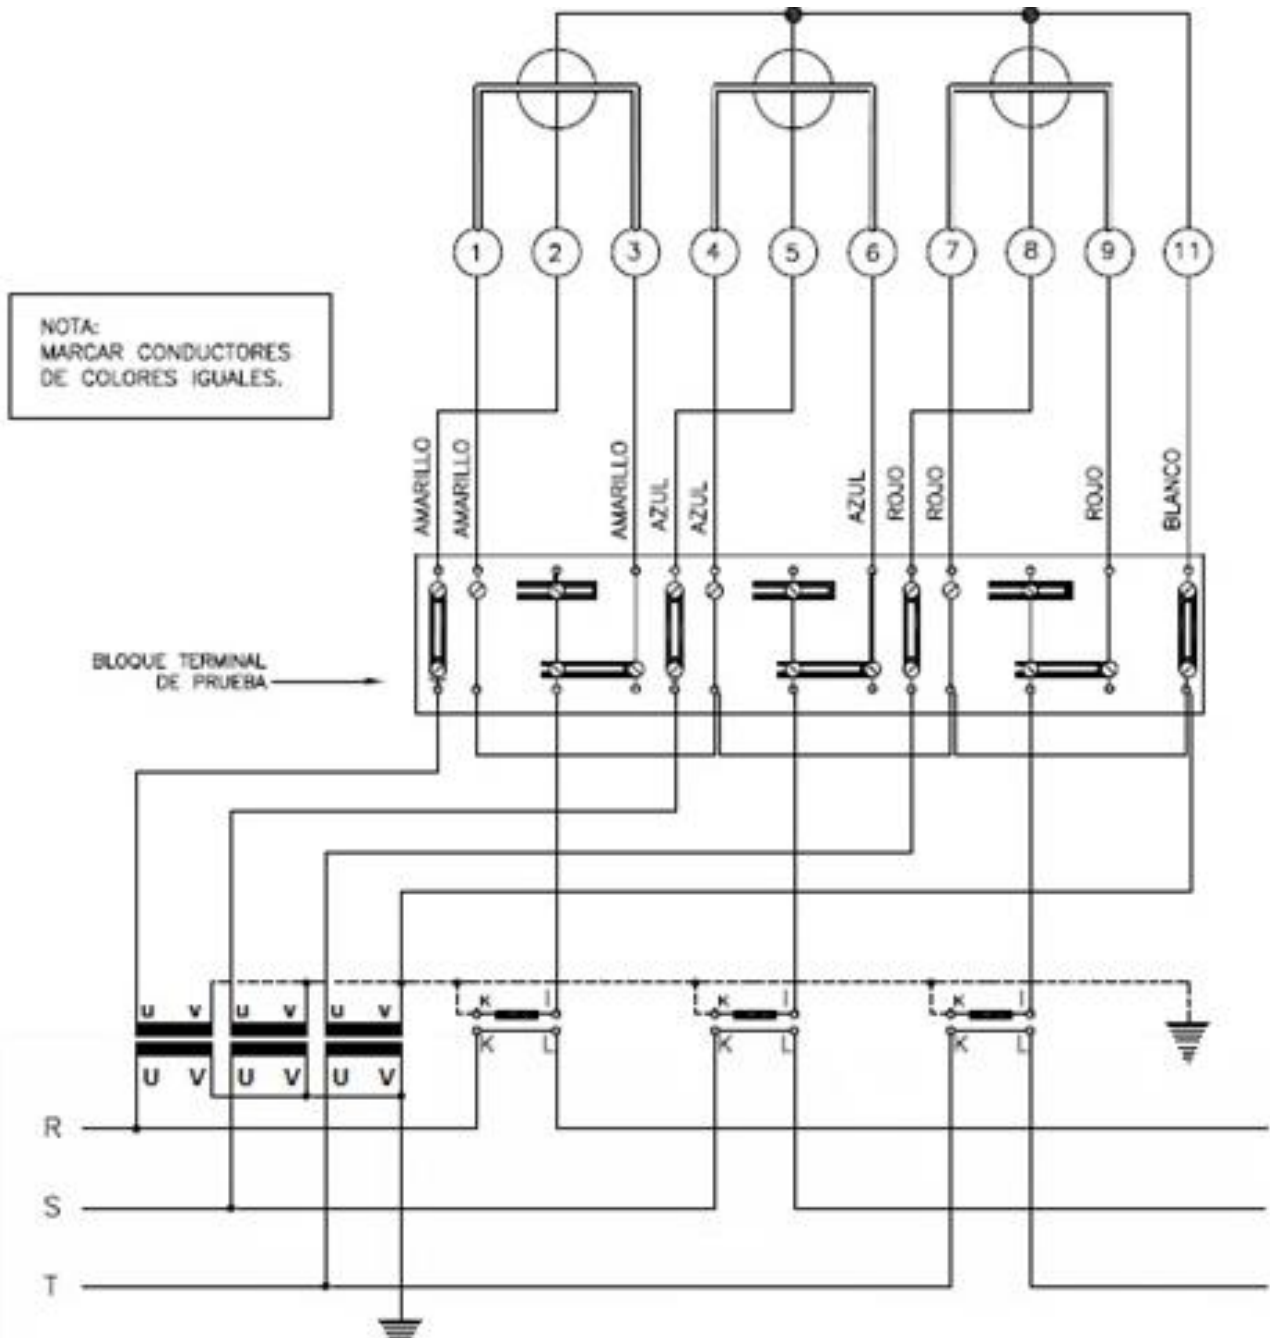 1 2 3 4 5 6 7 8 9 11
NOTA:
MARCAR CONDUCTORES
DE COLORES IGUALES.
AMARILLO
AMARILLO
AMARILLO
AZUL
AZUL
AZUL
ROJO
ROJO
ROJO
BLANCO
BLOQUE TERMINAL
DE PRUEBA
u v u v u v
K l K l K l
K L K L K L
U V U V U V
R
S
T